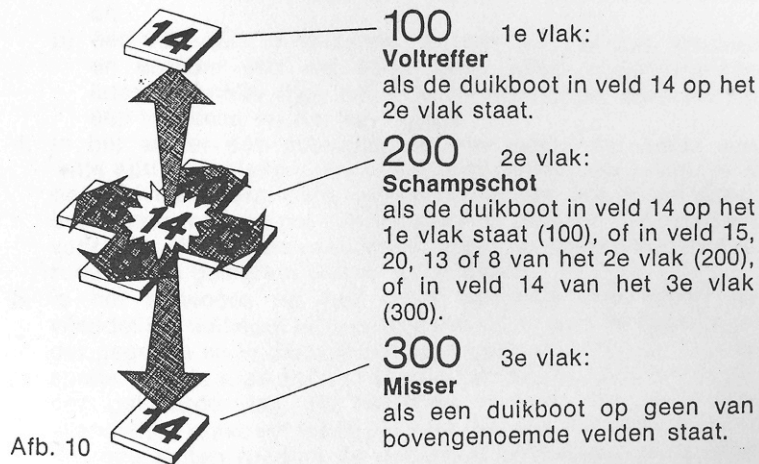 14
100 1e vlak:
Voltreffer
als de duikboot in veld 14 op het
2e vlak staat.
14
200 2e vlak:
Schampschot
als de duikboot in veld 14 op het
1e vlak staat (100), of in veld 15,
20, 13 of 8 van het 2e vlak (200),
of in veld 14 van het 3e vlak
(300).
300 3e vlak:
Misser
als een duikboot op geen van
bovengenoemde velden staat.
14
Afb. 10